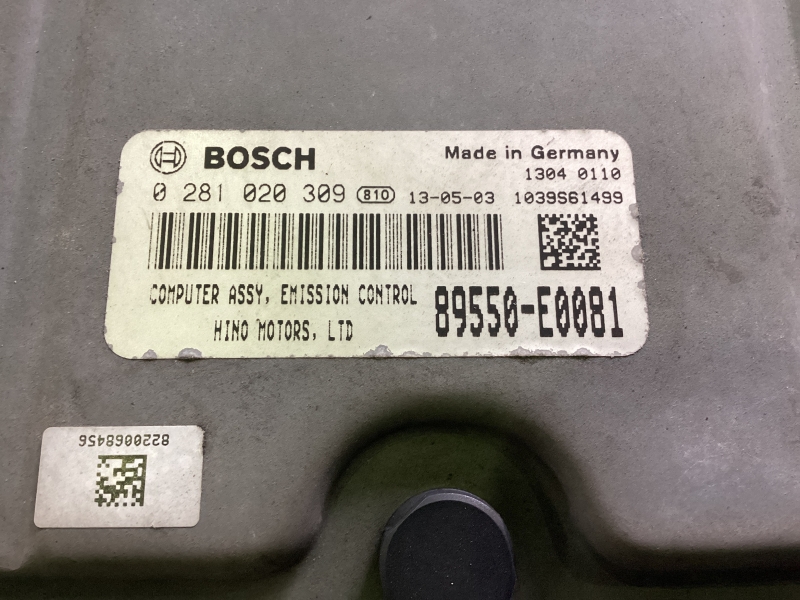 BOSCH
Made in Germany
1304 0110
0 281 020 309 810 13-05-03 1039S61499
COMPUTER ASSY, EMISSION CONTROL
HINO MOTORS, LTD
89550-E0081
82200068456